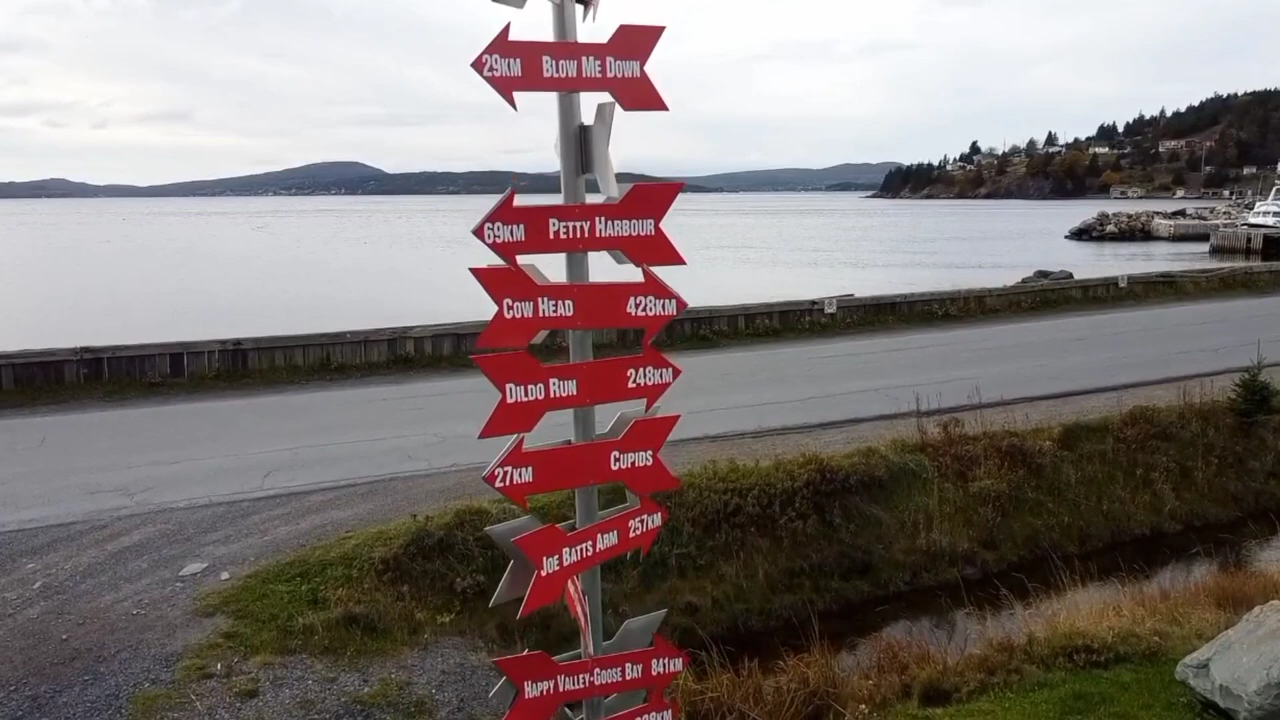 29KM BLOW ME DOWN
69KM PETTY HARBOUR
COW HEAD 428KM
DILDO RUN 248KM
27KM CUPIDS
JOE BATTS ARM 257KM
HAPPY VALLEY-GOOSE BAY 841KM